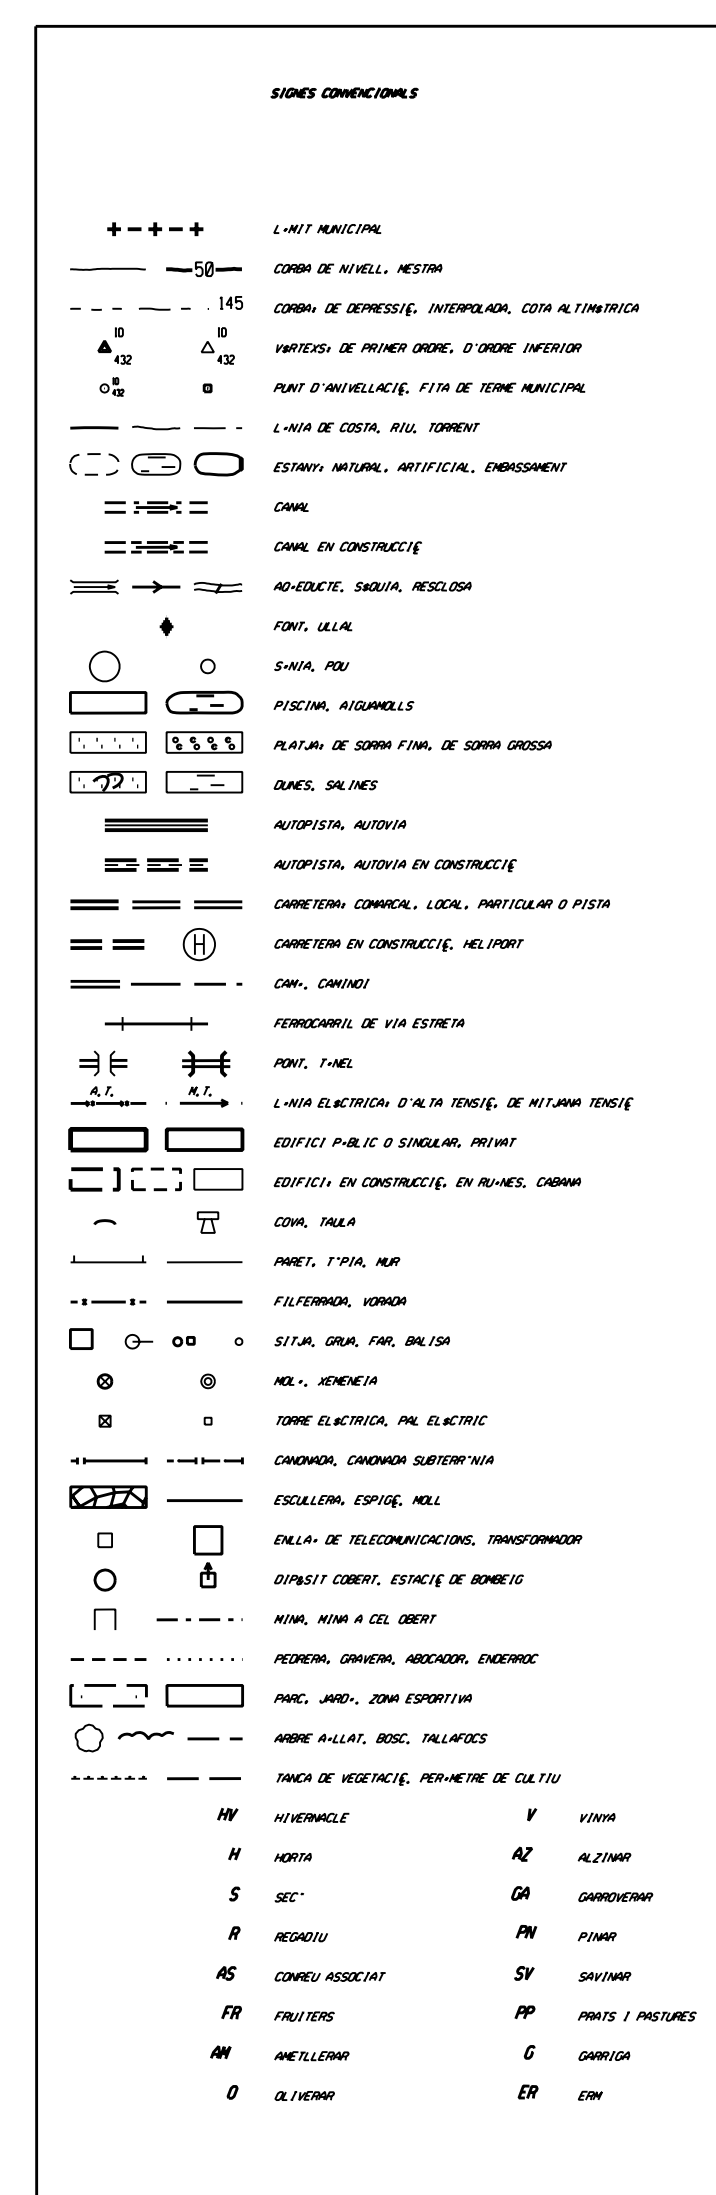 SIGNES CONVENCIONALS
L•MIT MUNICIPAL
50 CORBA DE NIVELL, MESTRA
145 CORBA: DE DEPRESSI£, INTERPOLADA, COTA ALTIM$TRICA
ID 432 ID 432 V$RTEXS: DE PRIMER ORDRE, D'ORDRE INFERIOR
ID 432 PUNT D'ANIVELLACI£, FITA DE TERME MUNICIPAL
L•NIA DE COSTA, RIU, TORRENT
ESTANY: NATURAL, ARTIFICIAL, EMBASSAMENT
CANAL
CANAL EN CONSTRUCCI£
AQ•EDUCTE, S$QUIA, RESCLOSA
FONT, ULLAL
S•NIA, POU
PISCINA, AIGUAMOLLS
PLATJA: DE SORRA FINA, DE SORRA GROSSA
DUNES, SALINES
AUTOPISTA, AUTOVIA
AUTOPISTA, AUTOVIA EN CONSTRUCCI£
CARRETERA: COMARCAL, LOCAL, PARTICULAR O PISTA
H CARRETERA EN CONSTRUCCI£, HELIPORT
CAM•, CAMINOI
FERROCARRIL DE VIA ESTRETA
PONT, T•NEL
A.T. M.T. L•NIA EL$CTRICA: D'ALTA TENSI£, DE MITJANA TENSI£
EDIFICI P•BLIC O SINGULAR, PRIVAT
EDIFICI: EN CONSTRUCCI£, EN RU•NES, CABANA
COVA, TAULA
PARET, T"PIA, MUR
FILFERRADA, VORADA
SITJA, GRUA, FAR, BALISA
MOL•, XEMENEIA
TORRE EL$CTRICA, PAL EL$CTRIC
CANONADA, CANONADA SUBTERR"NIA
ESCULLERA, ESPIG£, MOLL
ENLLA• DE TELECOMUNICACIONS, TRANSFORMADOR
DIP$SIT COBERT, ESTACI£ DE BOMBEIG
MINA, MINA A CEL OBERT
PEDRERA, GRAVERA, ABOCADOR, ENDERROC
PARC, JARD•, ZONA ESPORTIVA
ARBRE A•LLAT, BOSC, TALLAFOCS
TANCA DE VEGETACI£, PER•METRE DE CULTIU
HV HIVERNACLE V VINYA
H HORTA AZ ALZINAR
S SEC" GA GARROVERAR
R REGADIU PN PINAR
AS CONREU ASSOCIAT SV SAVINAR
FR FRUITERS PP PRATS I PASTURES
AM AMETLLERAR G GARRIGA
O OLIVERAR ER ERM